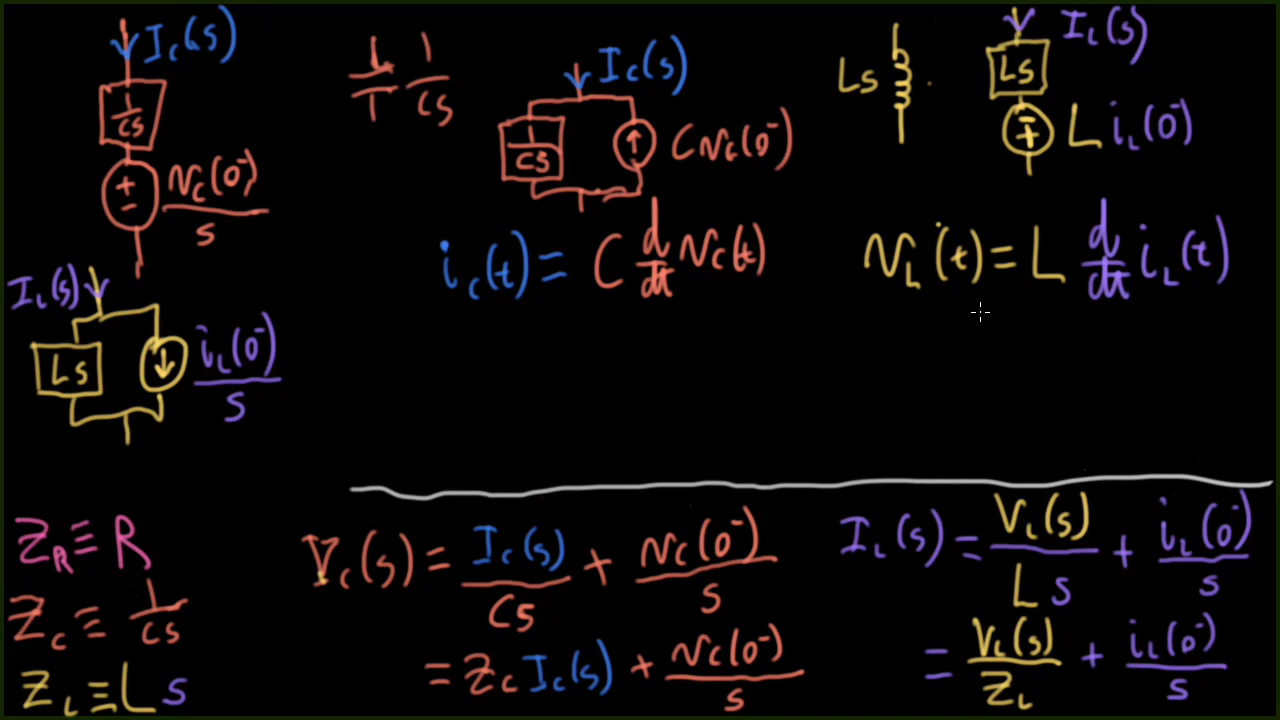 I_C(s)
1/Cs
+
−
v_C(0⁻)/s
1/1 1/Cs
I_C(s)
1/Cs
C v_C(0⁻)
Ls
I_L(s)
Ls
−
+
L i_L(0⁻)
i_C(t) = C d/dt v_C(t)
v_L(t) = L d/dt i_L(t)
I_L(s)
Ls
i_L(0⁻)/s
Z_R ≡ R
Z_C ≡ 1/Cs
Z_L ≡ Ls
V_C(s) = I_C(s)/Cs + v_C(0⁻)/s
= Z_C I_C(s) + v_C(0⁻)/s
I_L(s) = V_L(s)/Ls + i_L(0⁻)/s
= V_L(s)/Z_L + i_L(0⁻)/s